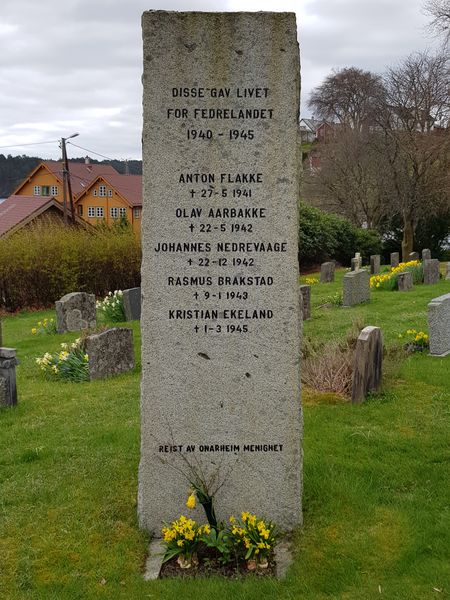 DISSE GAV LIVET
FOR FEDRELANDET
1940 - 1945
ANTON FLAKKE
† 27-5 1941
OLAV AARBAKKE
† 22-5 1942
JOHANNES NEDREVAAGE
† 22-12 1942
RASMUS BRAKSTAD
† 9-1 1943
KRISTIAN EKELAND
† 1-3 1945
REIST AV ONARHEIM MENIGHET